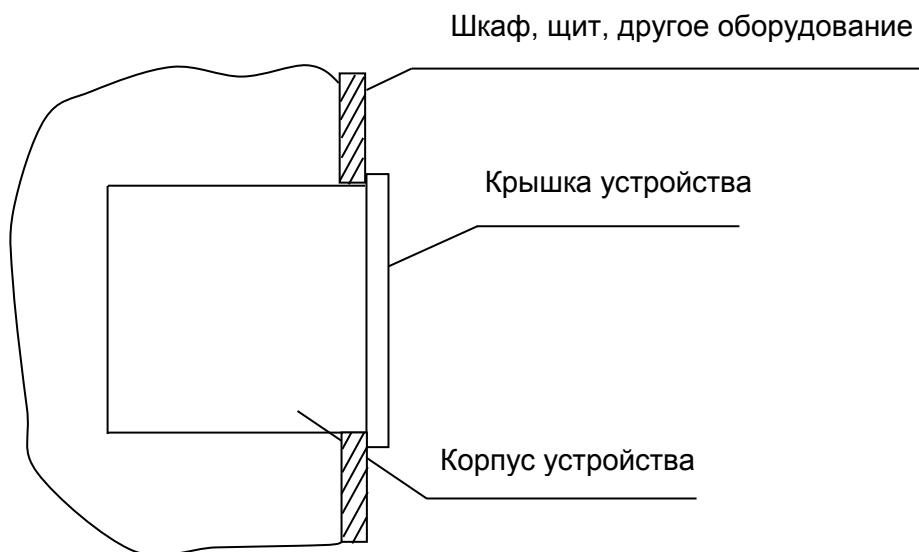 Шкаф, щит, другое оборудование
Крышка устройства
Корпус устройства